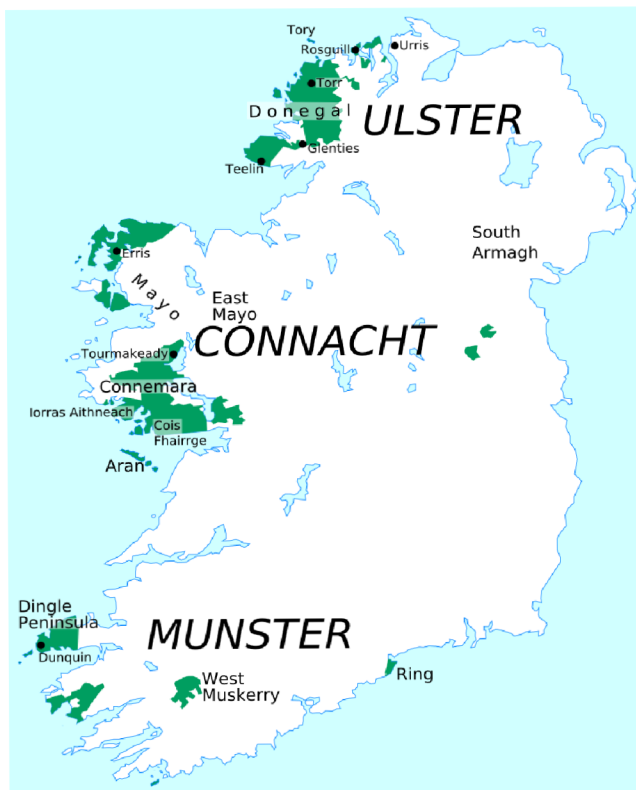 Tory
Rosguill
Urris
Torr
Donegal
ULSTER
Glenties
Teelin
South
Armagh
Erris
Mayo
East
Mayo
CONNACHT
Tourmakeady
Connemara
Iorras Aithneach
Cois
Fhairrge
Aran
Dingle
Peninsula
MUNSTER
Dunquin
West
Muskerry
Ring